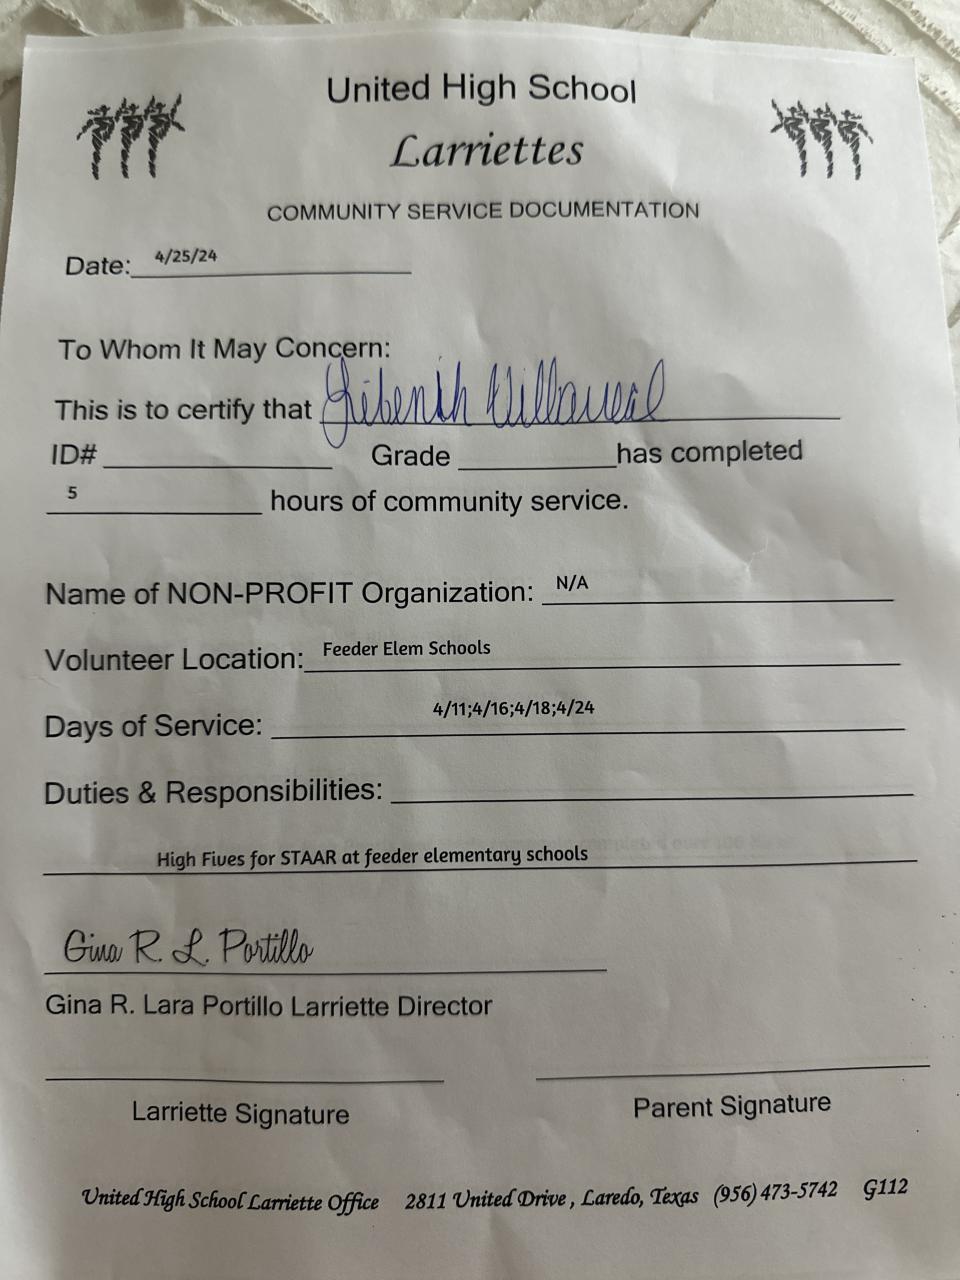 United High School
Larriettes
COMMUNITY SERVICE DOCUMENTATION
Date: 4/25/24
To Whom It May Concern:
This is to certify that Villarreal
ID# Grade has completed
5 hours of community service.
Name of NON-PROFIT Organization: N/A
Volunteer Location: Feeder Elem Schools
Days of Service: 4/11;4/16;4/18;4/24
Duties & Responsibilities:
High Fives for STAAR at feeder elementary schools
Gina R. L. Portillo
Gina R. Lara Portillo Larriette Director
Larriette Signature Parent Signature
United High School Larriette Office 2811 United Drive, Laredo, Texas (956) 473-5742 G112